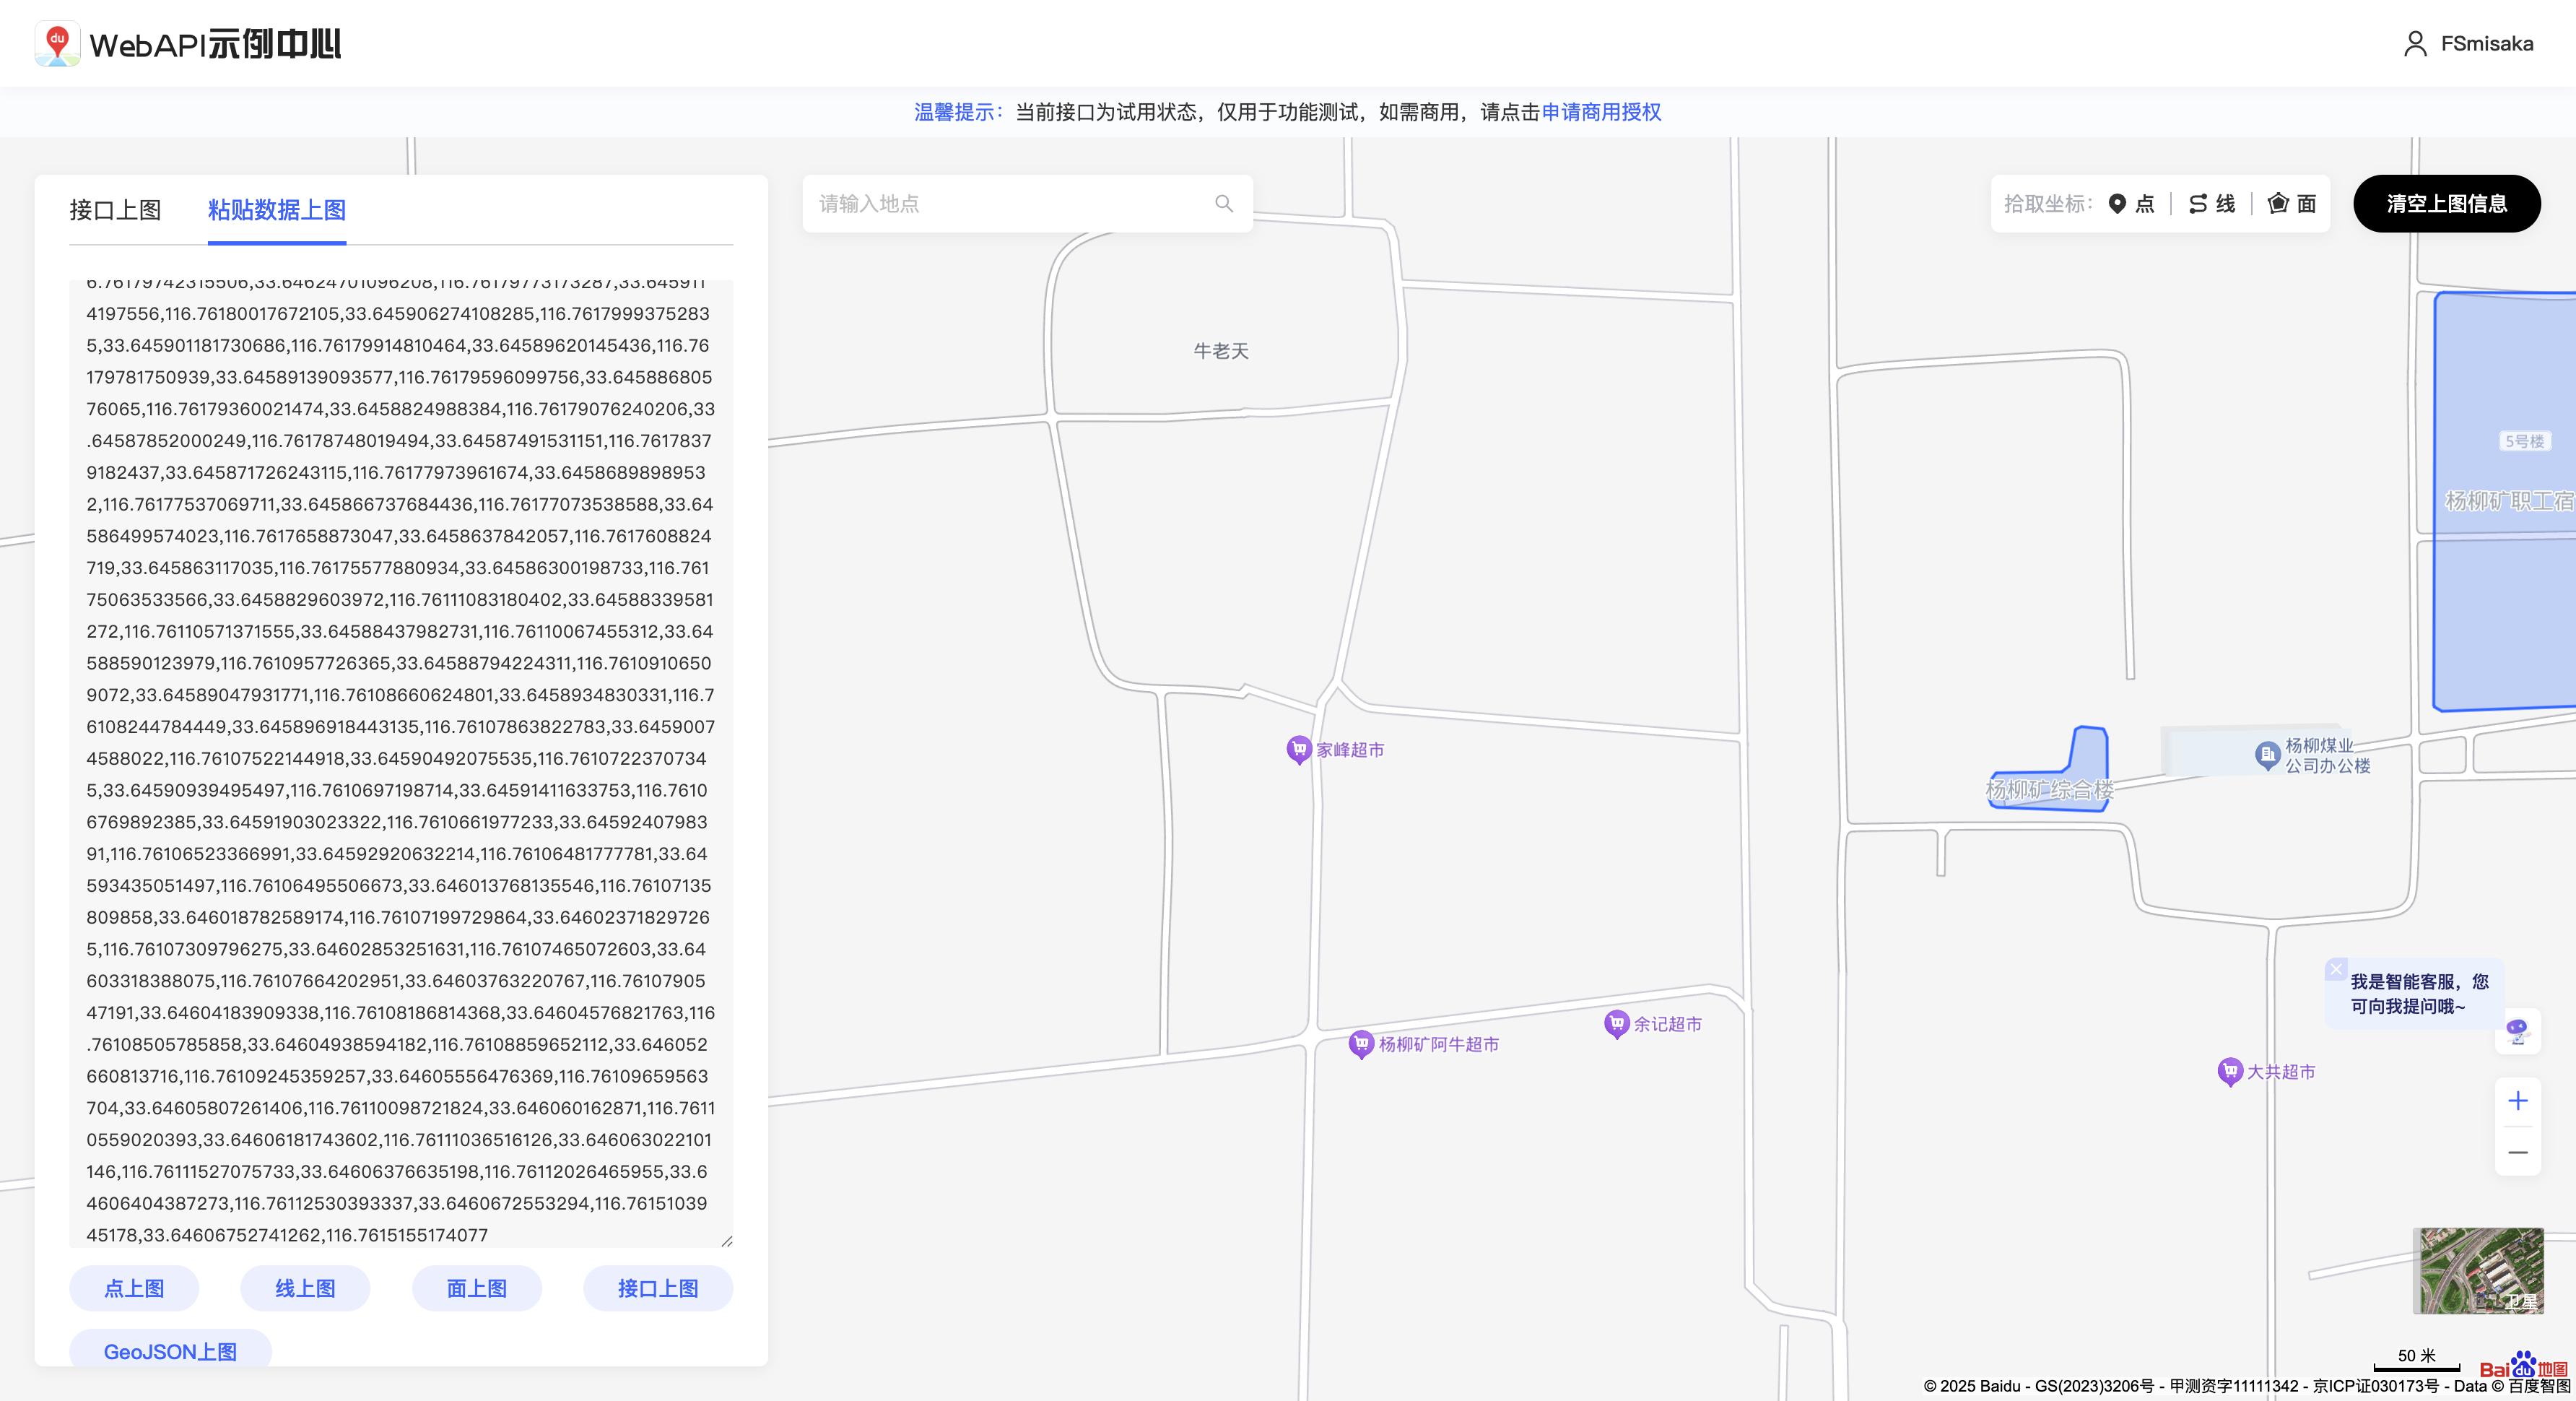 du WebAPI示例中心
FSmisaka
温馨提示：当前接口为试用状态，仅用于功能测试，如需商用，请点击申请商用授权
接口上图
粘贴数据上图
请输入地点
拾取坐标：点 线 面
清空上图信息
6.76179742315506,33.64624701096208,116.76179773173287,33.645911
4197556,116.76180017672105,33.645906274108285,116.7617999375283
5,33.645901181730686,116.76179914810464,33.64589620145436,116.76
179781750939,33.64589139093577,116.76179596099756,33.645886805
76065,116.76179360021474,33.6458824988384,116.76179076240206,33
.64587852000249,116.76178748019494,33.64587491531151,116.7617837
9182437,33.645871726243115,116.76177973961674,33.6458689898953
2,116.76177537069711,33.645866737684436,116.76177073538588,33.64
586499574023,116.7617658873047,33.6458637842057,116.7617608824
719,33.645863117035,116.76175577880934,33.64586300198733,116.761
75063533566,33.6458829603972,116.76111083180402,33.64588339581
272,116.76110571371555,33.64588437982731,116.76110067455312,33.64
588590123979,116.7610957726365,33.64588794224311,116.7610910650
9072,33.64589047931771,116.76108660624801,33.6458934830331,116.7
6108244784449,33.645896918443135,116.76107863822783,33.6459007
4588022,116.76107522144918,33.64590492075535,116.7610722370734
5,33.64590939495497,116.7610697198714,33.64591411633753,116.7610
6769892385,33.64591903023322,116.7610661977233,33.64592407983
91,116.76106523366991,33.64592920632214,116.76106481777781,33.64
593435051497,116.76106495506673,33.646013768135546,116.76107135
809858,33.646018782589174,116.76107199729864,33.64602371829726
5,116.76107309796275,33.64602853251631,116.76107465072603,33.64
603318388075,116.76107664202951,33.64603763220767,116.76107905
47191,33.64604183909338,116.76108186814368,33.64604576821763,116
.76108505785858,33.64604938594182,116.76108859652112,33.646052
660813716,116.76109245359257,33.64605556476369,116.76109659563
704,33.64605807261406,116.76110098721824,33.646060162871,116.7611
0559020393,33.64606181743602,116.76111036516126,33.646063022101
146,116.76111527075733,33.64606376635198,116.76112026465955,33.6
4606404387273,116.76112530393337,33.6460672553294,116.76151039
45178,33.64606752741262,116.7615155174077
点上图
线上图
面上图
接口上图
GeoJSON上图
牛老天
5号楼
杨柳矿职工宿
家峰超市
杨柳煤业
公司办公楼
杨柳矿综合楼
我是智能客服，您
可向我提问哦~
余记超市
杨柳矿阿牛超市
大共超市
卫星
50 米
Bai du 地图
© 2025 Baidu - GS(2023)3206号 - 甲测资字11111342 - 京ICP证030173号 - Data © 百度智图